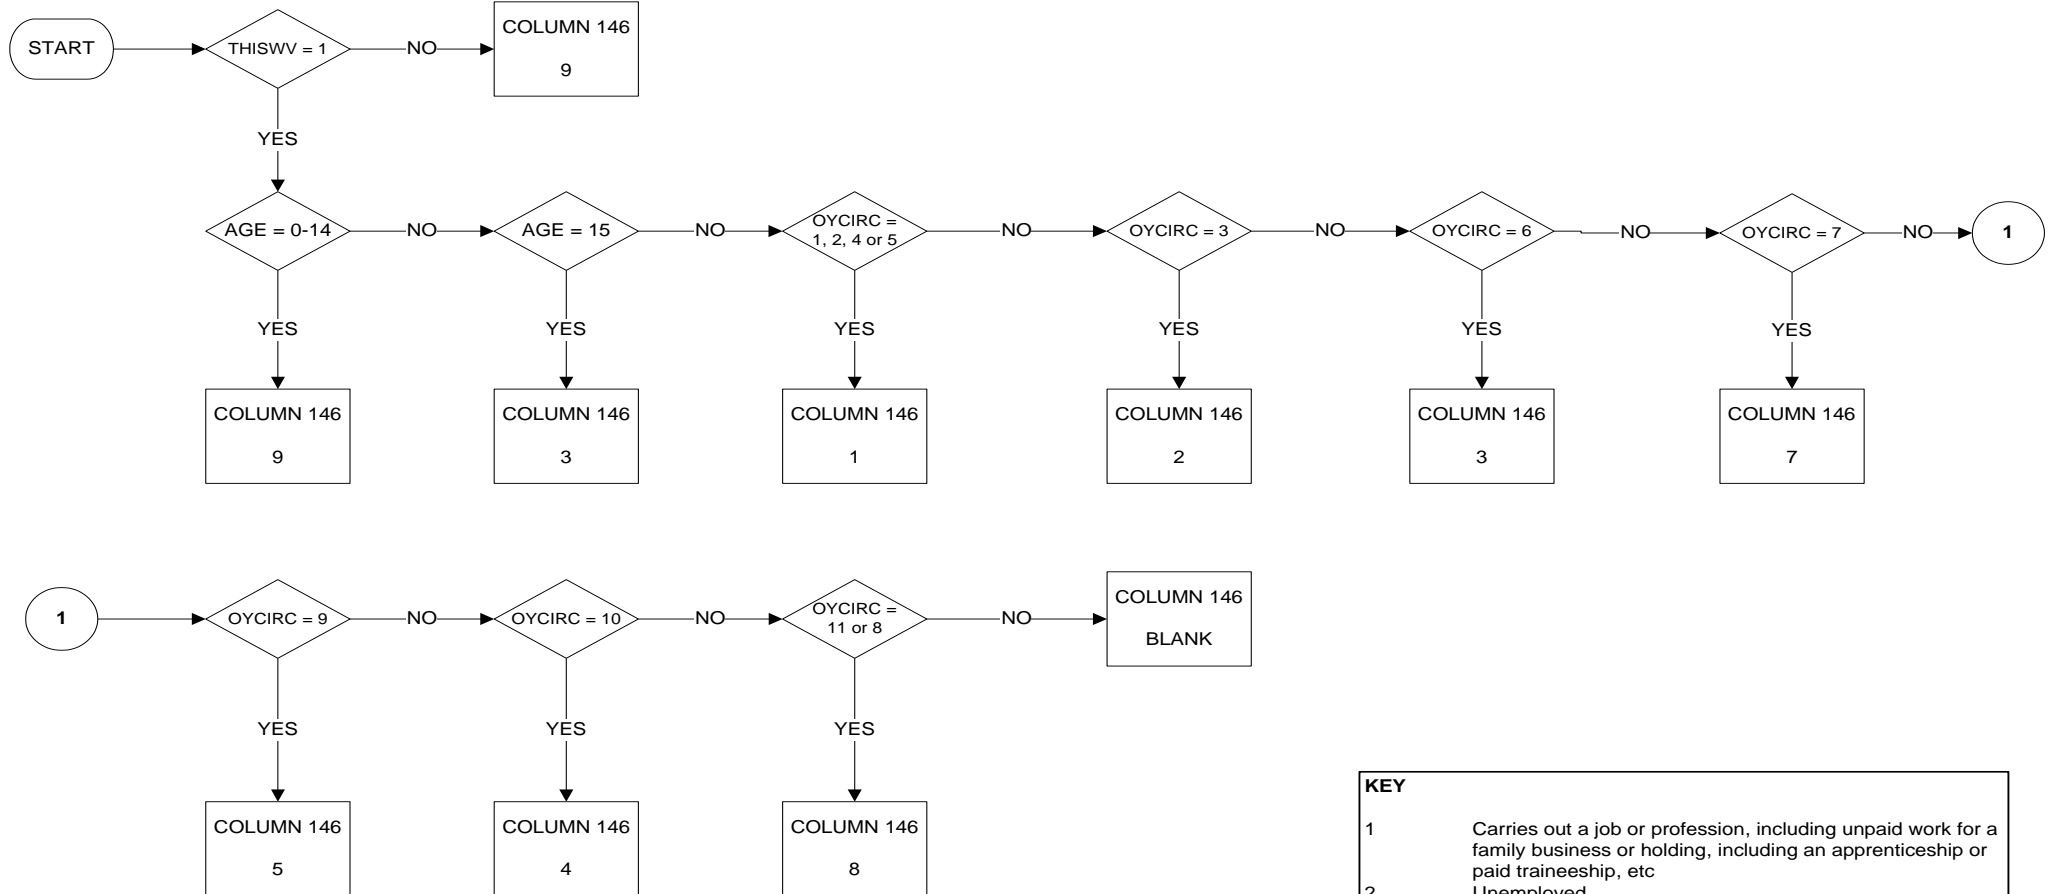 START
THISWV = 1
NO
COLUMN 146
9
YES
AGE = 0-14
NO
AGE = 15
NO
OYCIRC =
1, 2, 4 or 5
NO
OYCIRC = 3
NO
OYCIRC = 6
NO
OYCIRC = 7
NO
1
YES
YES
YES
YES
YES
YES
COLUMN 146
9
COLUMN 146
3
COLUMN 146
1
COLUMN 146
2
COLUMN 146
3
COLUMN 146
7
1
OYCIRC = 9
NO
OYCIRC = 10
NO
OYCIRC =
11 or 8
NO
COLUMN 146
BLANK
YES
YES
YES
COLUMN 146
5
COLUMN 146
4
COLUMN 146
8
KEY
1 Carries out a job or profession, including unpaid work for a
family business or holding, including an apprenticeship or
paid traineeship, etc
2 Unemployed